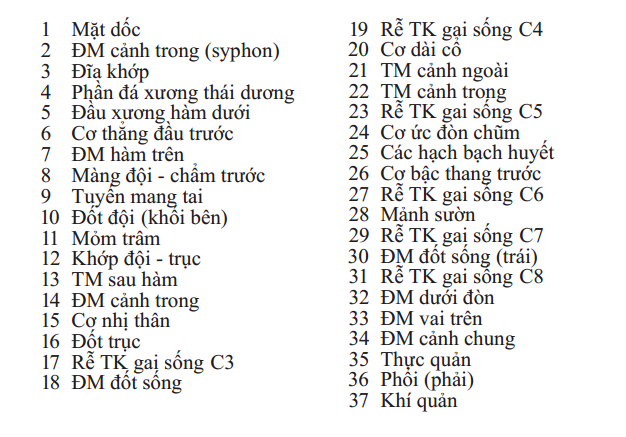 1 Mặt dốc
2 ĐM cảnh trong (syphon)
3 Đĩa khớp
4 Phần đá xương thái dương
5 Đầu xương hàm dưới
6 Cơ thẳng đầu trước
7 ĐM hàm trên
8 Màng đội - chẩm trước
9 Tuyến mang tai
10 Đốt đội (khối bên)
11 Mỏm trâm
12 Khớp đội - trục
13 TM sau hàm
14 ĐM cảnh trong
15 Cơ nhị thân
16 Đốt trục
17 Rễ TK gai sống C3
18 ĐM đốt sống
19 Rễ TK gai sống C4
20 Cơ dài cổ
21 TM cảnh ngoài
22 TM cảnh trong
23 Rễ TK gai sống C5
24 Cơ ức đòn chũm
25 Các hạch bạch huyết
26 Cơ bậc thang trước
27 Rễ TK gai sống C6
28 Mảnh sườn
29 Rễ TK gai sống C7
30 ĐM đốt sống (trái)
31 Rễ TK gai sống C8
32 ĐM dưới đòn
33 ĐM vai trên
34 ĐM cảnh chung
35 Thực quản
36 Phổi (phải)
37 Khí quản